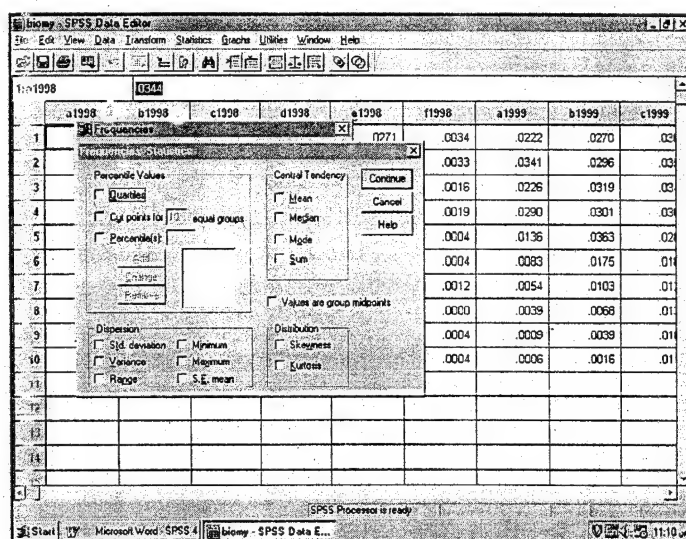 biomy - SPSS Data Editor
File Edit View Data Transform Statistics Graphs Utilities Window Help
1:a1998 .0344
a1998 b1998 c1998 d1998 e1998 f1998 a1999 b1999 c1999
Frequencies
Frequencies: Statistics
1 .0271 .0034 .0222 .0270
2 .0033 .0341 .0296
3 .0016 .0226 .0319
4 .0019 .0290 .0301
5 .0004 .0136 .0363
6 .0004 .0083 .0175
7 .0012 .0054 .0103
8 .0000 .0039 .0068
9 .0004 .0009 .0039
10 .0004 .0006 .0016
11
12
13
14
Percentile Values
Quartiles
Cut points for 10 equal groups
Percentile(s):
Add
Change
Remove
Central Tendency
Mean
Median
Mode
Sum
Continue
Cancel
Help
Values are group midpoints
Dispersion
Std. deviation Minimum
Variance Maximum
Range S.E. mean
Distribution
Skewness
Kurtosis
SPSS Processor is ready
Start Microsoft Word - SPSS 4 biomy - SPSS Data E... 11:10